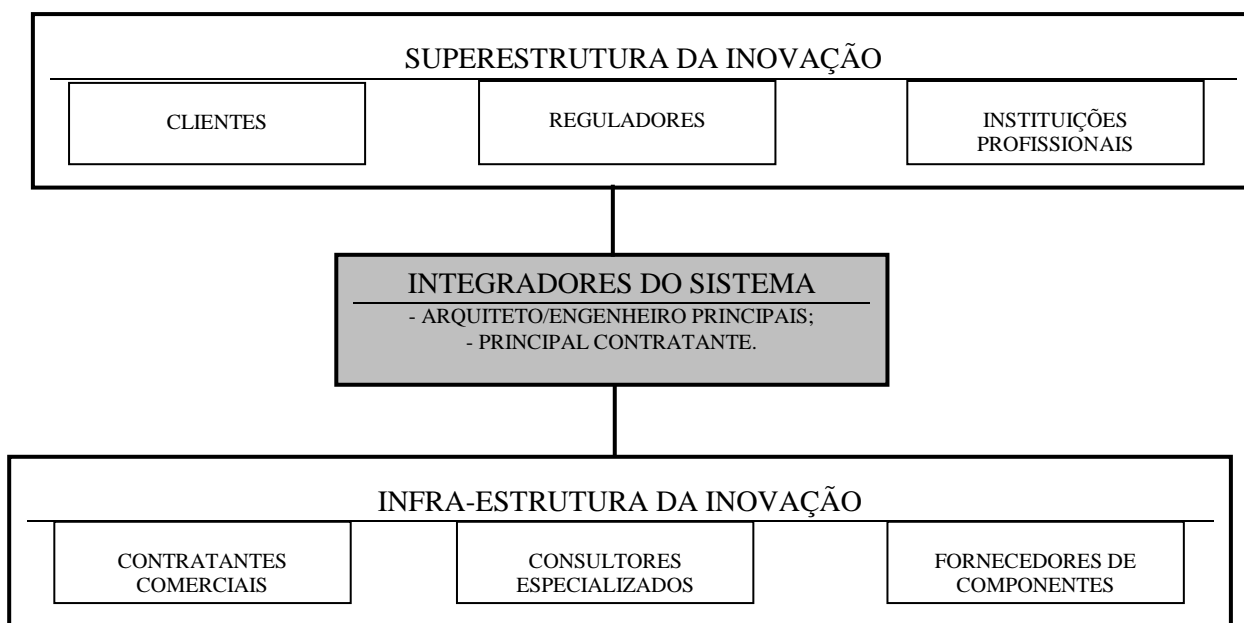 SUPERESTRUTURA DA INOVAÇÃO
CLIENTES
REGULADORES
INSTITUIÇÕES
PROFISSIONAIS
INTEGRADORES DO SISTEMA
- ARQUITETO/ENGENHEIRO PRINCIPAIS;
- PRINCIPAL CONTRATANTE.
INFRA-ESTRUTURA DA INOVAÇÃO
CONTRATANTES
COMERCIAIS
CONSULTORES
ESPECIALIZADOS
FORNECEDORES DE
COMPONENTES